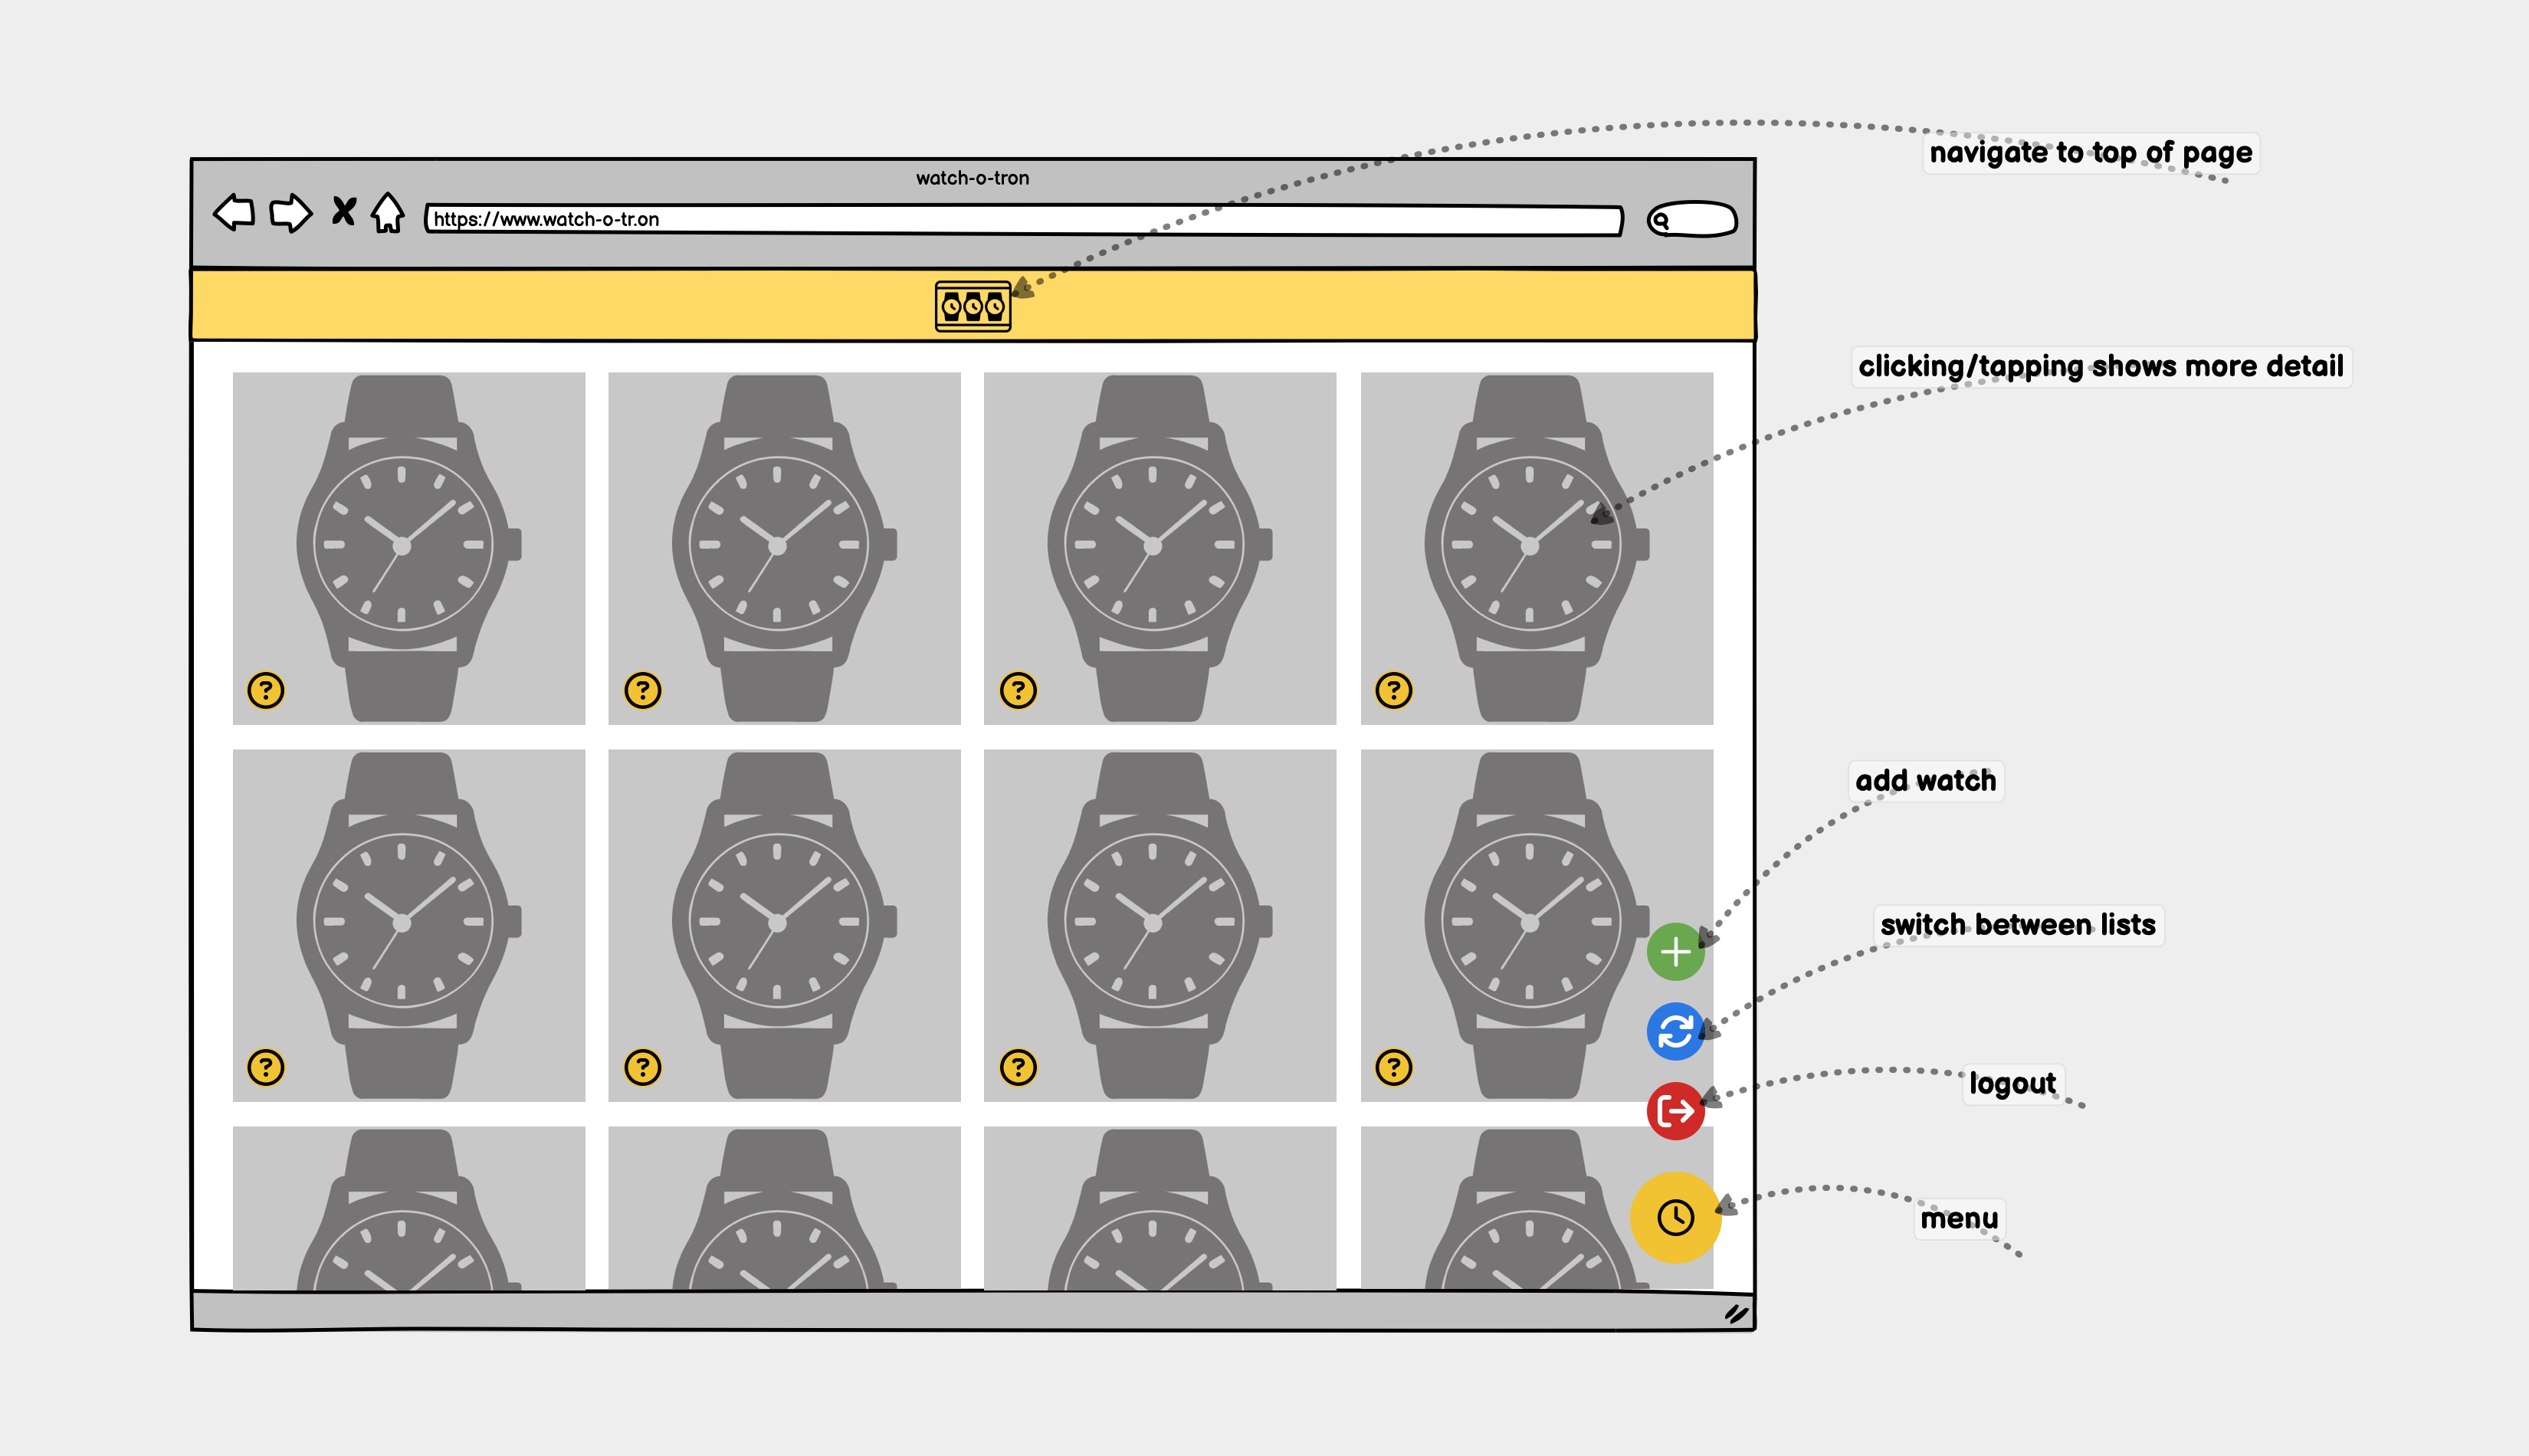 navigate to top of page
watch-o-tron
https://www.watch-o-tr.on
clicking/tapping shows more detail
? ? ? ?
add watch
switch between lists
? ? ? ?
logout
menu